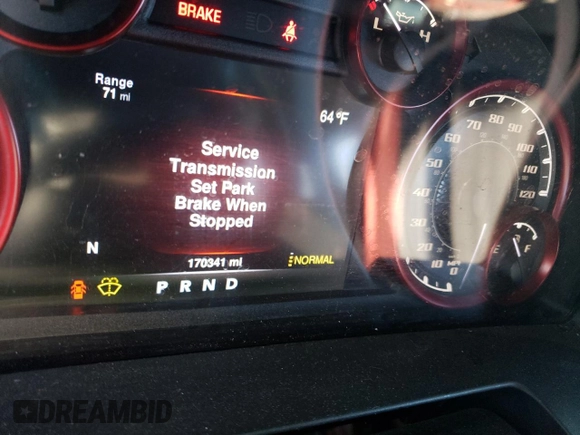 BRAKE
L H
Range
71 mi
64°F
Service
Transmission
Set Park
Brake When
Stopped
N
170341 mi
NORMAL
P R N D
0
10
20
30
40
50
60
70
80
90
100
110
120
MPH
E F
DREAMBID